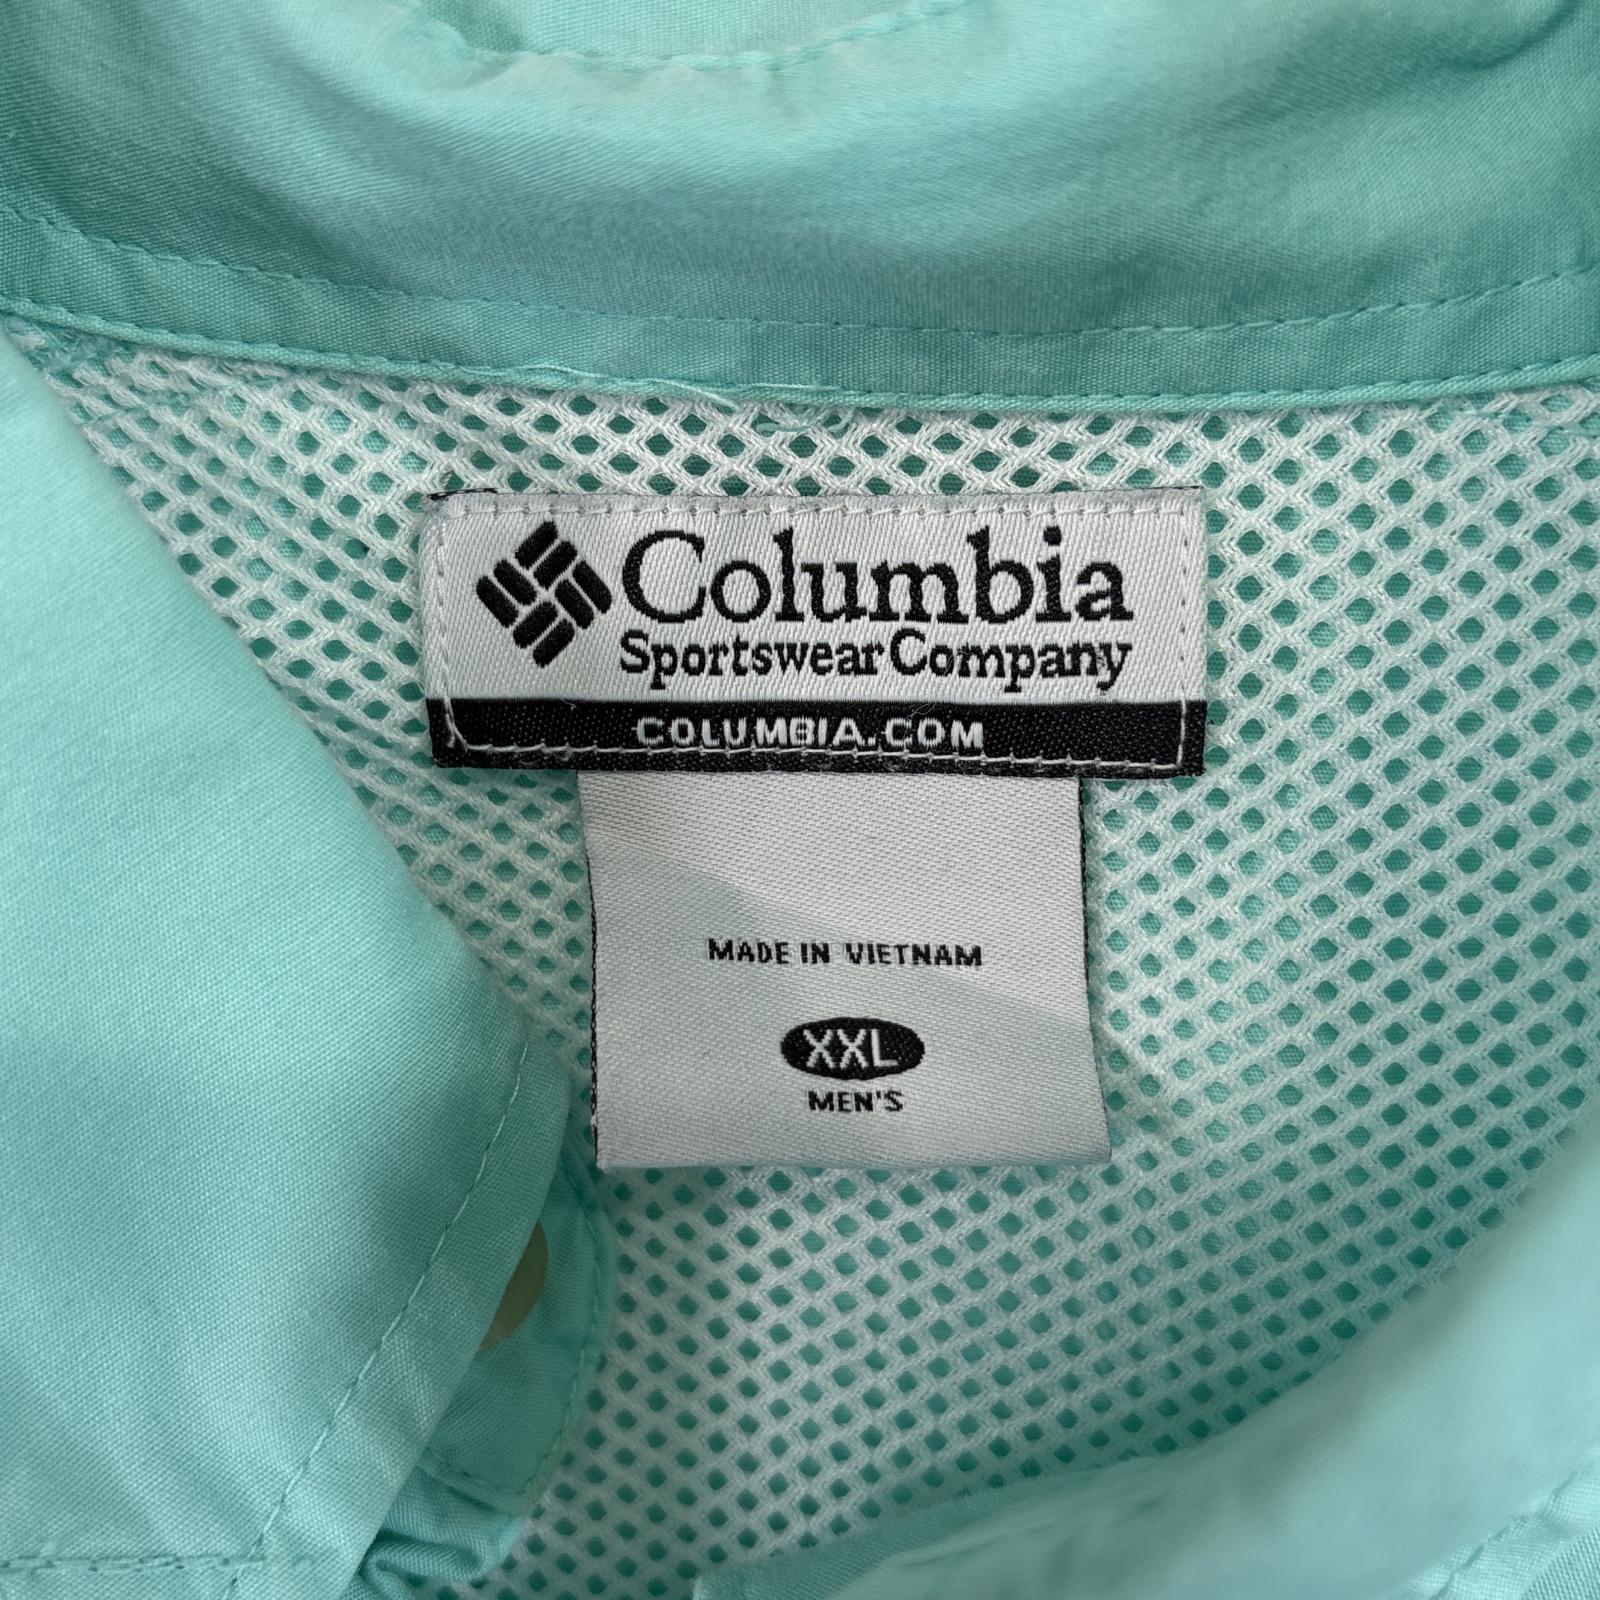 Columbia
Sportswear Company
COLUMBIA.COM
MADE IN VIETNAM
XXL
MEN'S